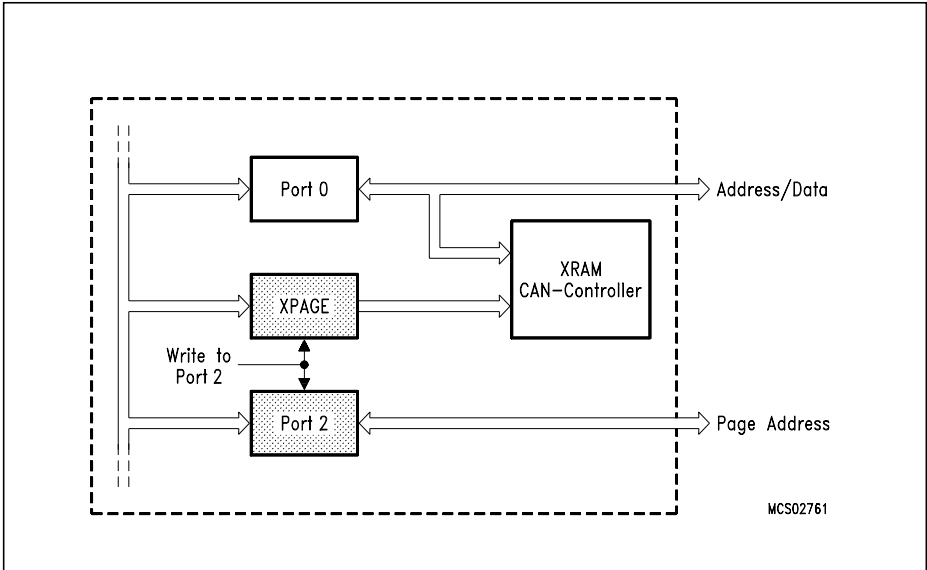 Port 0
Address/Data
XRAM
CAN-Controller
XPAGE
Write to
Port 2
Port 2
Page Address
MCS02761